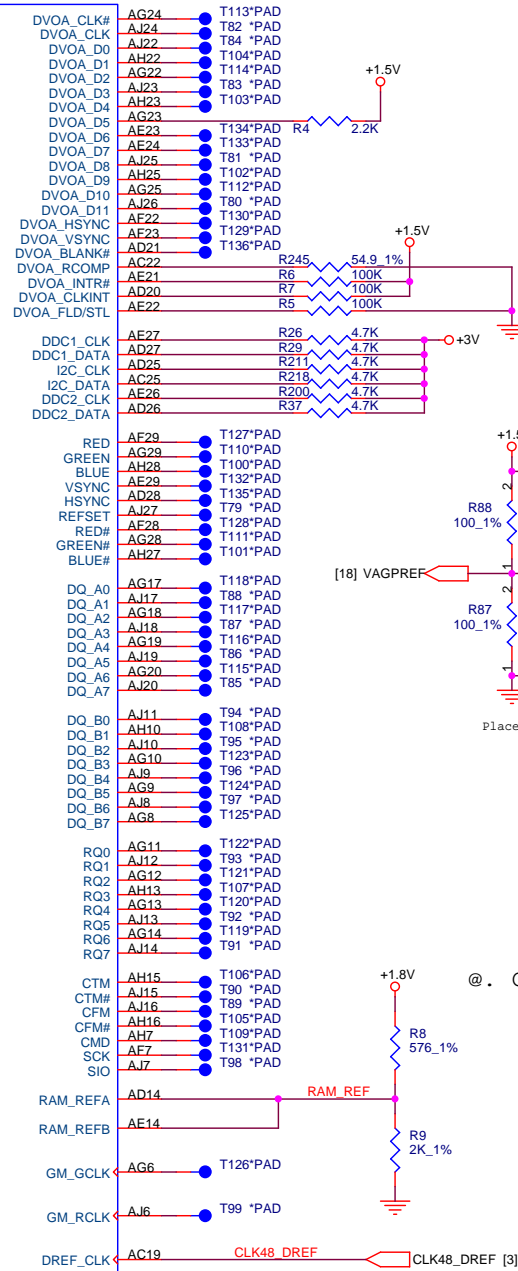 DVOA_CLK# AG24 T113*PAD
DVOA_CLK AJ24 T82 *PAD
DVOA_D0 AJ22 T84 *PAD
DVOA_D1 AH22 T104*PAD
DVOA_D2 AG22 T114*PAD
DVOA_D3 AJ23 T83 *PAD
DVOA_D4 AH23 T103*PAD
+1.5V
DVOA_D5 AG23 R4 2.2K
DVOA_D6 AE23 T134*PAD
DVOA_D7 AE24 T133*PAD
DVOA_D8 AJ25 T81 *PAD
DVOA_D9 AH25 T102*PAD
DVOA_D10 AG25 T112*PAD
DVOA_D11 AJ26 T80 *PAD
DVOA_HSYNC AF22 T130*PAD
DVOA_VSYNC AF23 T129*PAD
DVOA_BLANK# AD21 T136*PAD
+1.5V
DVOA_RCOMP AC22 R245 54.9_1%
DVOA_INTR# AE21 R6 100K
DVOA_CLKINT AD20 R7 100K
DVOA_FLD/STL AE22 R5 100K
DDC1_CLK AE27 R26 4.7K +3V
DDC1_DATA AD27 R29 4.7K
I2C_CLK AD25 R211 4.7K
I2C_DATA AC25 R218 4.7K
DDC2_CLK AE26 R200 4.7K
DDC2_DATA AD26 R37 4.7K
RED AF29 T127*PAD
GREEN AG29 T110*PAD
BLUE AH28 T100*PAD
VSYNC AE29 T132*PAD
HSYNC AD28 T135*PAD
REFSET AJ27 T79 *PAD
RED# AF28 T128*PAD
GREEN# AG28 T111*PAD
BLUE# AH27 T101*PAD
2
R88
100_1%
1
[18] VAGPREF
2
R87
100_1%
1
Place
DQ_A0 AG17 T118*PAD
DQ_A1 AJ17 T88 *PAD
DQ_A2 AG18 T117*PAD
DQ_A3 AJ18 T87 *PAD
DQ_A4 AG19 T116*PAD
DQ_A5 AJ19 T86 *PAD
DQ_A6 AG20 T115*PAD
DQ_A7 AJ20 T85 *PAD
DQ_B0 AJ11 T94 *PAD
DQ_B1 AH10 T108*PAD
DQ_B2 AJ10 T95 *PAD
DQ_B3 AG10 T123*PAD
DQ_B4 AJ9 T96 *PAD
DQ_B5 AG9 T124*PAD
DQ_B6 AJ8 T97 *PAD
DQ_B7 AG8 T125*PAD
RQ0 AG11 T122*PAD
RQ1 AJ12 T93 *PAD
RQ2 AG12 T121*PAD
RQ3 AH13 T107*PAD
RQ4 AG13 T120*PAD
RQ5 AJ13 T92 *PAD
RQ6 AG14 T119*PAD
RQ7 AJ14 T91 *PAD
CTM AH15 T106*PAD
CTM# AJ15 T90 *PAD
CFM AJ16 T89 *PAD
CFM# AH16 T105*PAD
CMD AH7 T109*PAD
SCK AF7 T131*PAD
SIO AJ7 T98 *PAD
+1.8V
@.
R8
576_1%
RAM_REFA AD14 RAM_REF
RAM_REFB AE14
R9
2K_1%
GM_GCLK AG6 T126*PAD
GM_RCLK AJ6 T99 *PAD
DREF_CLK AC19 CLK48_DREF CLK48_DREF [3]